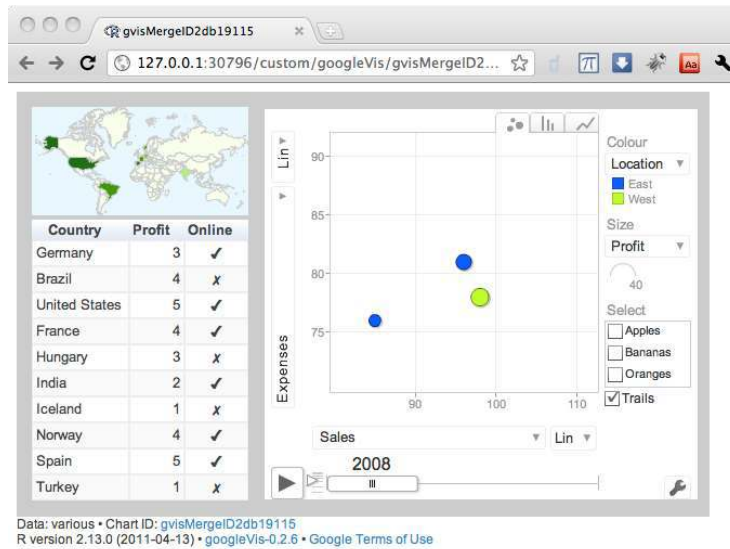 gvisMergeID2db19115
127.0.0.1:30796/custom/googleVis/gvisMergeID2...
Aa
Country Profit Online
Germany 3 ✔
Brazil 4 ✗
United States 5 ✔
France 4 ✔
Hungary 3 ✗
India 2 ✔
Iceland 1 ✗
Norway 4 ✔
Spain 5 ✔
Turkey 1 ✗
Lin
Expenses
90
85
80
75
90 100 110
Sales
Lin
2008
Colour
Location
East
West
Size
Profit
40
Select
Apples
Bananas
Oranges
Trails
Data: various • Chart ID: gvisMergeID2db19115
R version 2.13.0 (2011-04-13) • googleVis-0.2.6 • Google Terms of Use